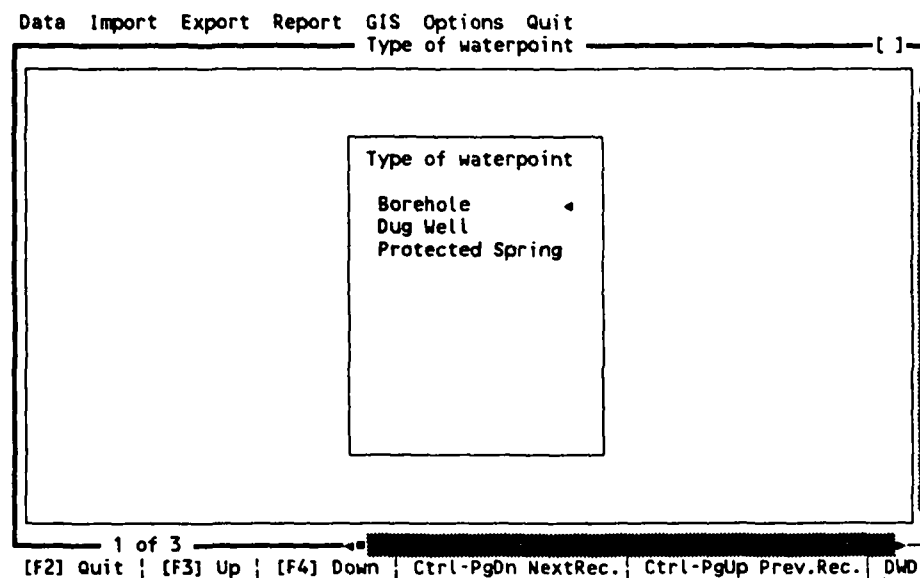 Data Import Export Report GIS Options Quit
Type of waterpoint [ ]
Type of waterpoint
Borehole
Dug Well
Protected Spring
1 of 3
[F2] Quit ¦ [F3] Up ¦ [F4] Down ¦ Ctrl-PgDn NextRec.¦ Ctrl-PgUp Prev.Rec.¦ DWD